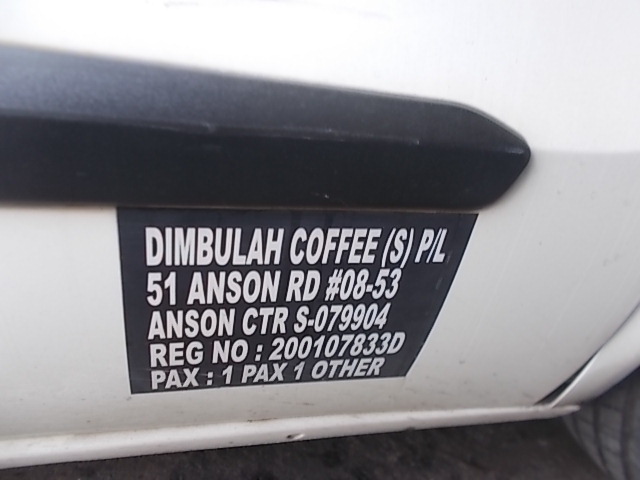 DIMBULAH COFFEE (S) P/L
51 ANSON RD #08-53
ANSON CTR S-079904
REG NO : 200107833D
PAX : 1 PAX 1 OTHER